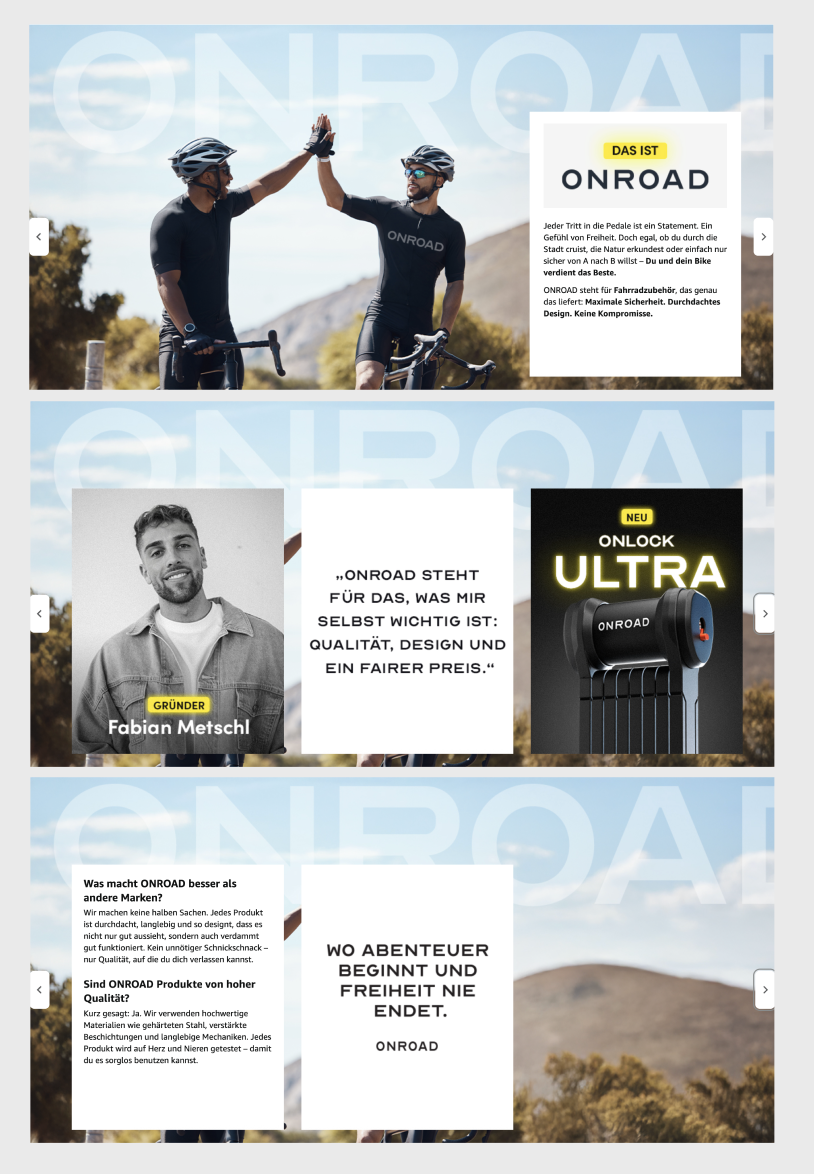 ONROAD
ONROAD
DAS IST
ONROAD
Jeder Tritt in die Pedale ist ein Statement. Ein
Gefühl von Freiheit. Doch egal, ob du durch die
Stadt cruist, die Natur erkundest oder einfach nur
sicher von A nach B willst – Du und dein Bike
verdient das Beste.
ONROAD steht für Fahrradzubehör, das genau
das liefert: Maximale Sicherheit. Durchdachtes
Design. Keine Kompromisse.
ONROAD
GRÜNDER
Fabian Metschl
„ONROAD STEHT
FÜR DAS, WAS MIR
SELBST WICHTIG IST:
QUALITÄT, DESIGN UND
EIN FAIRER PREIS.“
NEU
ONLOCK
ULTRA
ONROAD
ONROAD
Was macht ONROAD besser als
andere Marken?
Wir machen keine halben Sachen. Jedes Produkt
ist durchdacht, langlebig und so designt, dass es
nicht nur gut aussieht, sondern auch verdammt
gut funktioniert. Kein unnötiger Schnickschnack –
nur Qualität, auf die du dich verlassen kannst.
Sind ONROAD Produkte von hoher
Qualität?
Kurz gesagt: Ja. Wir verwenden hochwertige
Materialien wie gehärteten Stahl, verstärkte
Beschichtungen und langlebige Mechaniken. Jedes
Produkt wird auf Herz und Nieren getestet – damit
du es sorglos benutzen kannst.
WO ABENTEUER
BEGINNT UND
FREIHEIT NIE
ENDET.
ONROAD